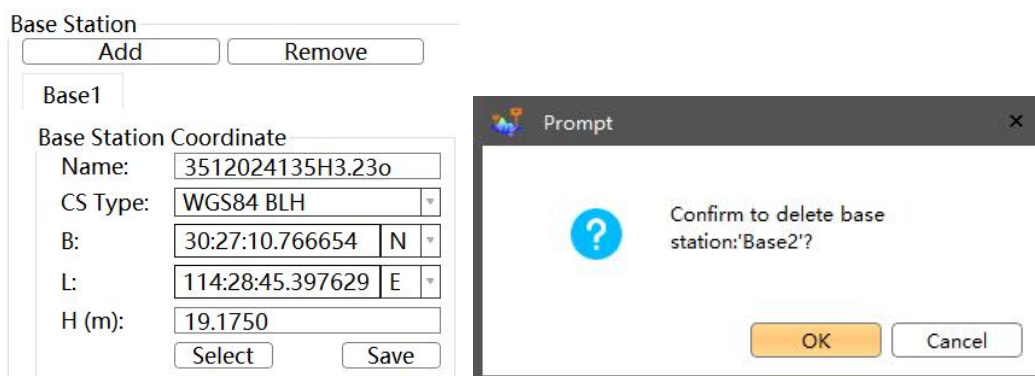 Base Station
Add
Remove
Base1
Base Station Coordinate
Name: 3512024135H3.23o
CS Type: WGS84 BLH
B: 30:27:10.766654 N
L: 114:28:45.397629 E
H (m): 19.1750
Select
Save
Prompt
Confirm to delete base
station:'Base2'?
OK
Cancel